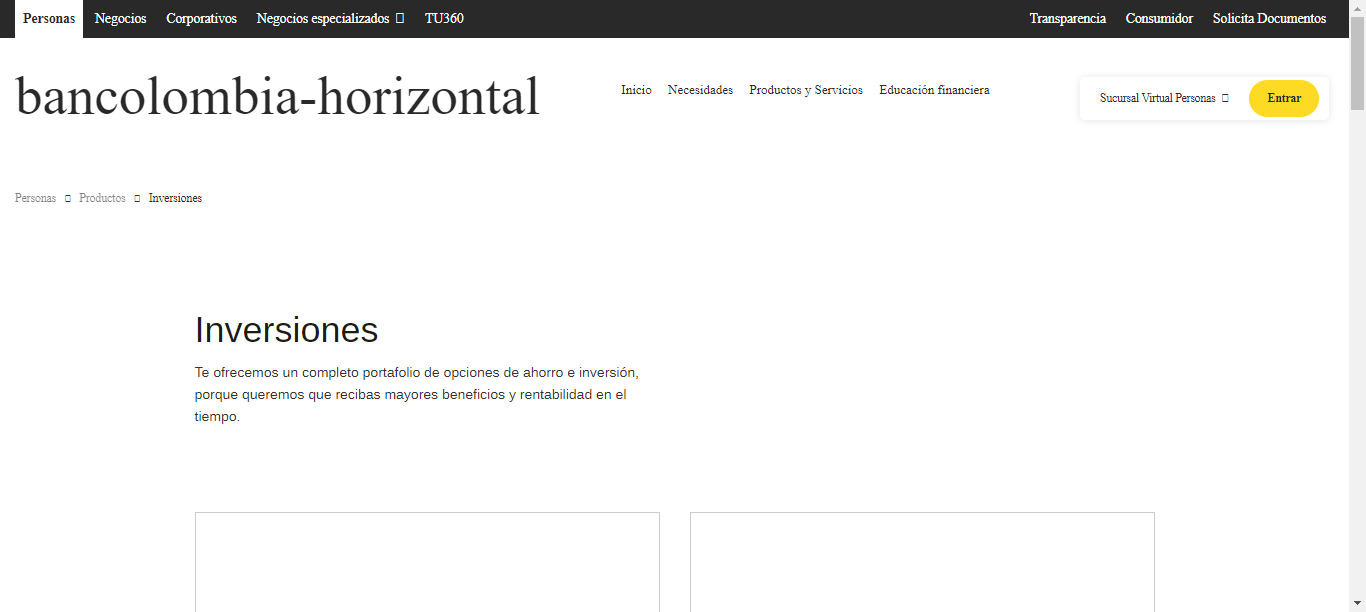 Personas Negocios Corporativos Negocios especializados TU360 Transparencia Consumidor Solicita Documentos
bancolombia-horizontal
Inicio Necesidades Productos y Servicios Educación financiera
Sucursal Virtual Personas Entrar
Personas Productos Inversiones
Inversiones
Te ofrecemos un completo portafolio de opciones de ahorro e inversión,
porque queremos que recibas mayores beneficios y rentabilidad en el
tiempo.